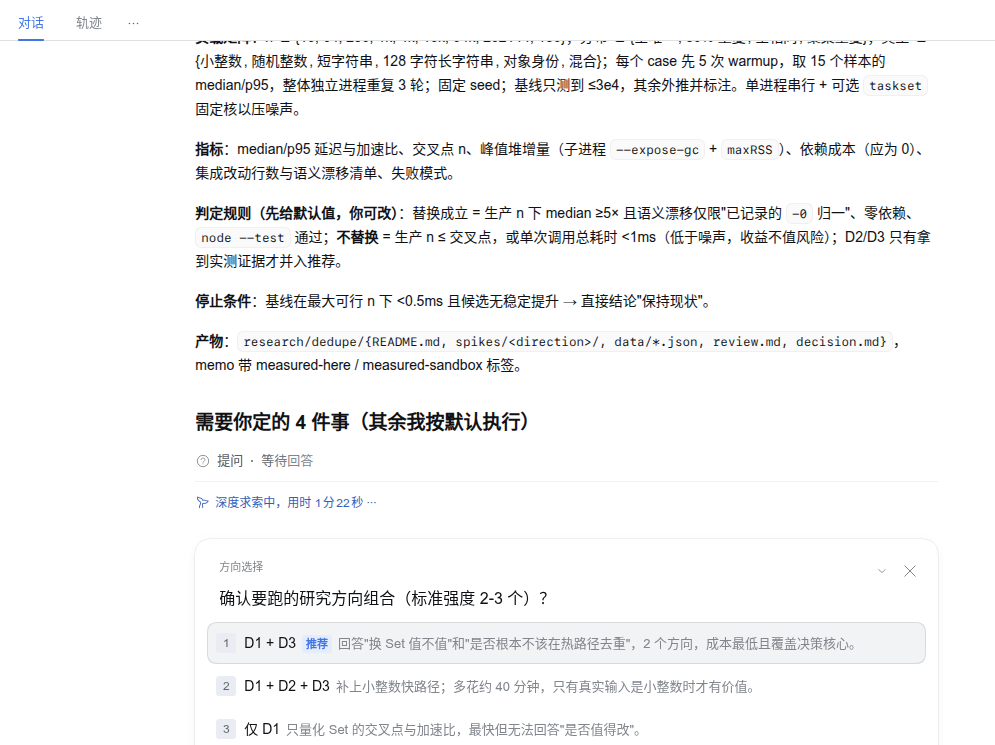 对话 轨迹 ···
{小整数, 随机整数, 短字符串, 128 字符长字符串, 对象身份, 混合}；每个 case 先 5 次 warmup，取 15 个样本的
median/p95，整体独立进程重复 3 轮；固定 seed；基线只测到 ≤3e4，其余外推并标注。单进程串行 + 可选 taskset
固定核以压噪声。
指标：median/p95 延迟与加速比、交叉点 n、峰值堆增量（子进程 --expose-gc + maxRSS）、依赖成本（应为 0）、
集成改动行数与语义漂移清单、失败模式。
判定规则（先给默认值，你可改）：替换成立 = 生产 n 下 median ≥5× 且语义漂移仅限"已记录的 -0 归一"、零依赖、
node --test 通过；不替换 = 生产 n ≤ 交叉点，或单次调用总耗时 <1ms（低于噪声，收益不值风险）；D2/D3 只有拿
到实测证据才并入推荐。
停止条件：基线在最大可行 n 下 <0.5ms 且候选无稳定提升 → 直接结论"保持现状"。
产物：research/dedupe/{README.md, spikes/<direction>/, data/*.json, review.md, decision.md}，
memo 带 measured-here / measured-sandbox 标签。
需要你定的 4 件事（其余我按默认执行）
提问 · 等待回答
深度求索中，用时 1分22秒 ···
方向选择
确认要跑的研究方向组合（标准强度 2-3 个）？
1 D1 + D3 推荐 回答"换 Set 值不值"和"是否根本不该在热路径去重"，2 个方向，成本最低且覆盖决策核心。
2 D1 + D2 + D3 补上小整数快路径；多花约 40 分钟，只有真实输入是小整数时才有价值。
3 仅 D1 只量化 Set 的交叉点与加速比，最快但无法回答"是否值得改"。